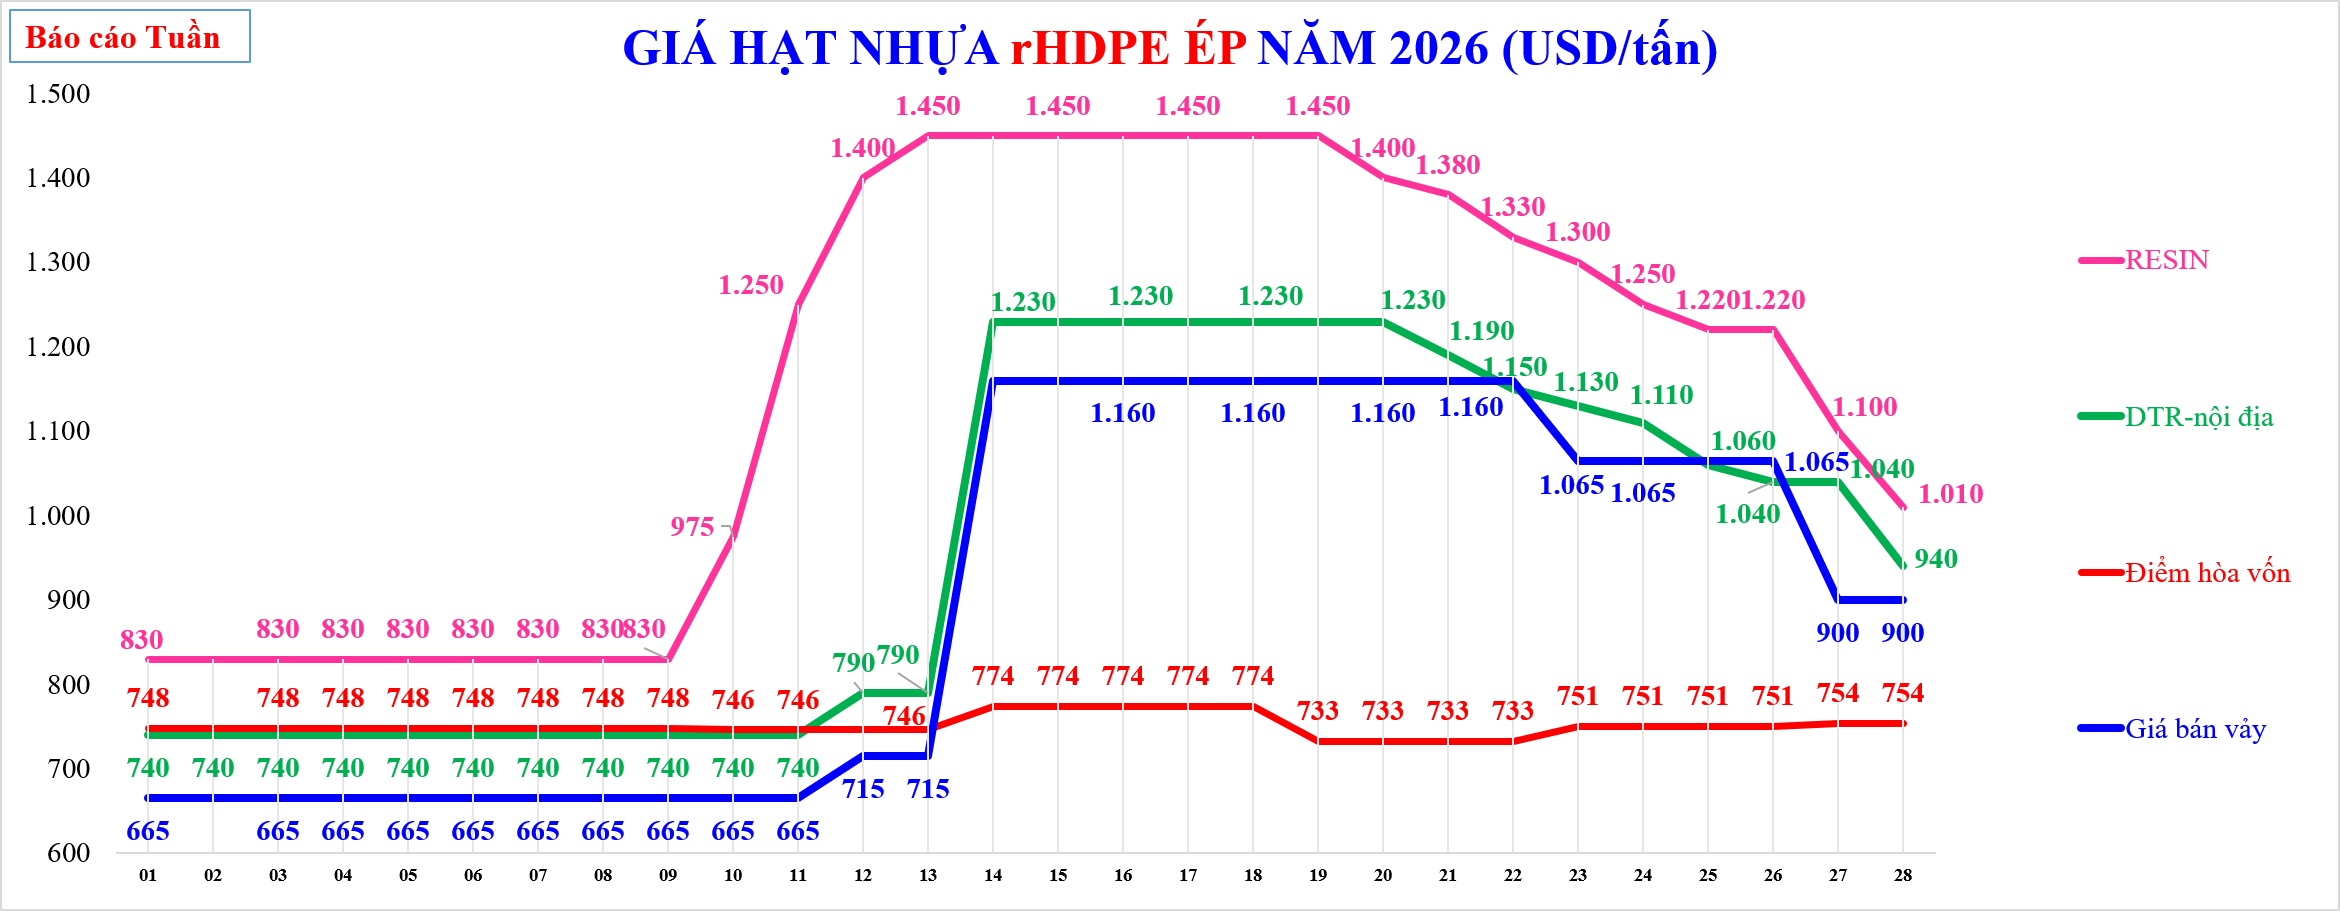 Báo cáo Tuần
GIÁ HẠT NHỰA rHDPE ÉP NĂM 2026 (USD/tấn)
1.500
1.400
1.300
1.200
1.100
1.000
900
800
700
600
830 830 830 830 830 830 830 830 975 1.250 1.400 1.450 1.450 1.450 1.450 1.400 1.380 1.330 1.300 1.250 1.220 1.220 1.100 1.010
740 740 740 740 740 740 740 740 740 740 740 790 790 1.230 1.230 1.230 1.230 1.190 1.150 1.130 1.110 1.060 1.040 1.040 940
748 748 748 748 748 748 748 748 746 746 746 774 774 774 774 774 733 733 733 733 751 751 751 751 754 754
665 665 665 665 665 665 665 665 665 665 715 715 1.160 1.160 1.160 1.160 1.065 1.065 1.065 900 900
01 02 03 04 05 06 07 08 09 10 11 12 13 14 15 16 17 18 19 20 21 22 23 24 25 26 27 28
RESIN
DTR-nội địa
Điểm hòa vốn
Giá bán vảy